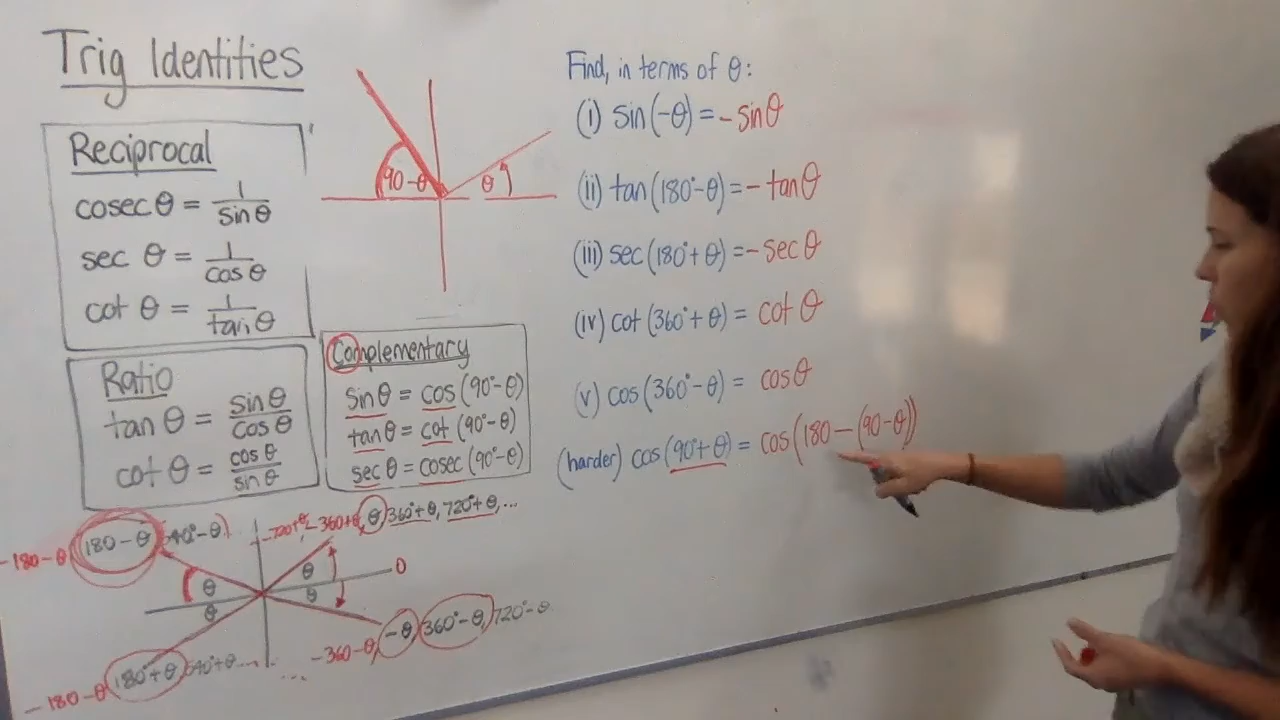 Trig Identities
Reciprocal
cosec θ = 1/sin θ
sec θ = 1/cos θ
cot θ = 1/tan θ
Ratio
tan θ = sin θ/cos θ
cot θ = cos θ/sin θ
90-θ
θ
Complementary
sin θ = cos (90°-θ)
tan θ = cot (90°-θ)
sec θ = cosec (90°-θ)
-720+θ, -360+θ, θ, 360°+θ, 720°+θ, ...
-180-θ 180-θ 540°-θ
θ
θ
θ
θ
0
-θ, 360°-θ, 720°-θ
-360-θ,
...
180°+θ, 540°+θ ...
-180-θ
Find, in terms of θ:
(i) sin(-θ) = - sin θ
(ii) tan(180°-θ) = - tan θ
(iii) sec(180°+θ) = - sec θ
(iv) cot(360°+θ) = cot θ
(v) cos(360°-θ) = cos θ
(harder) cos(90°+θ) = cos(180-(90-θ))